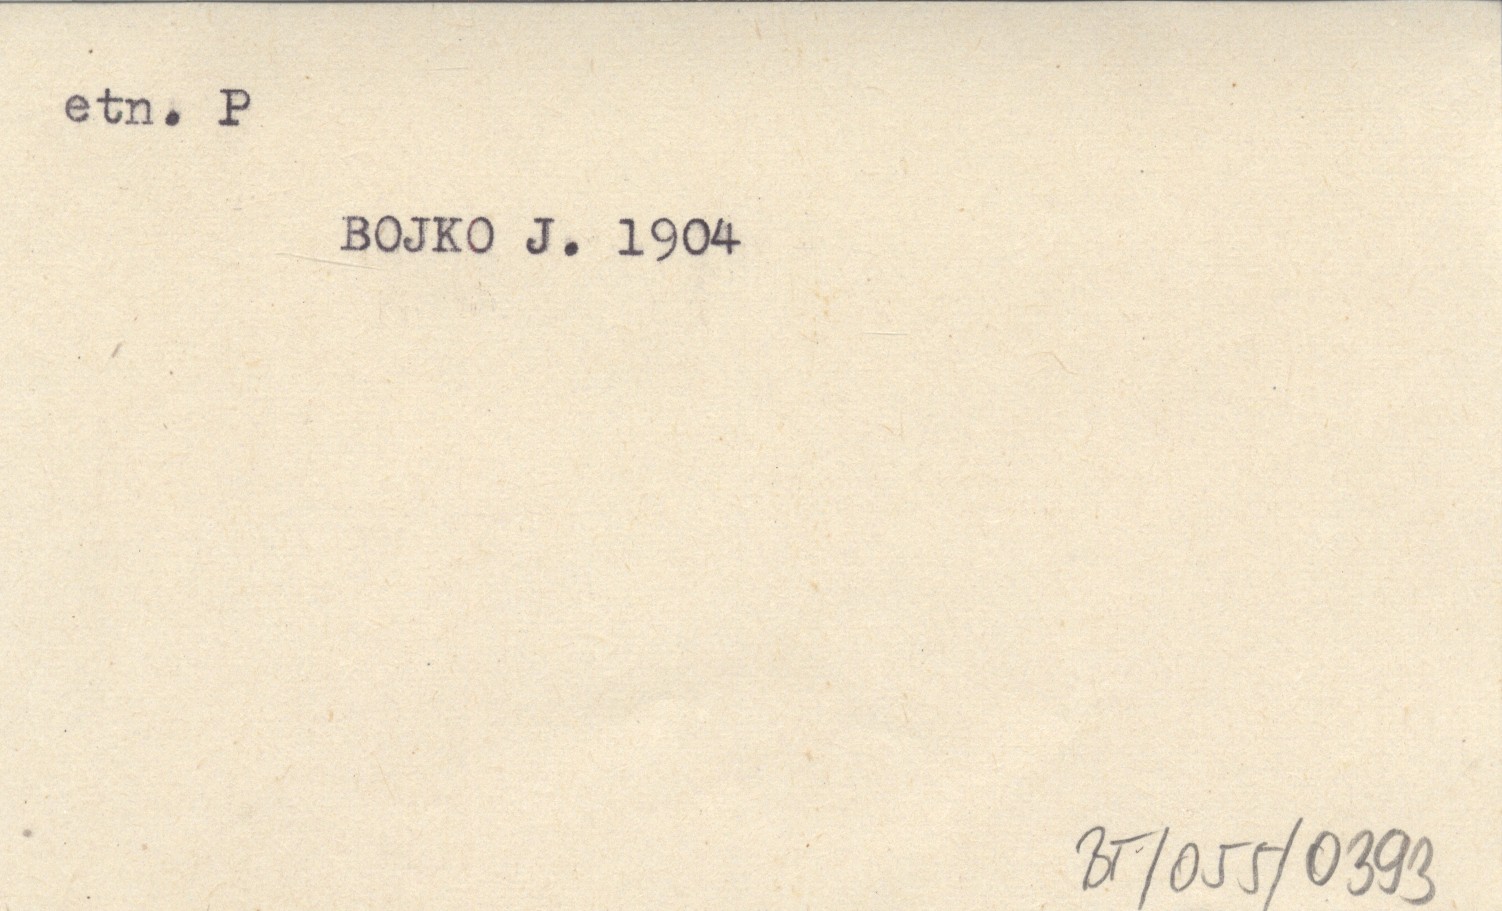 etn. P
BOJKO J. 1904
BT/055/0393